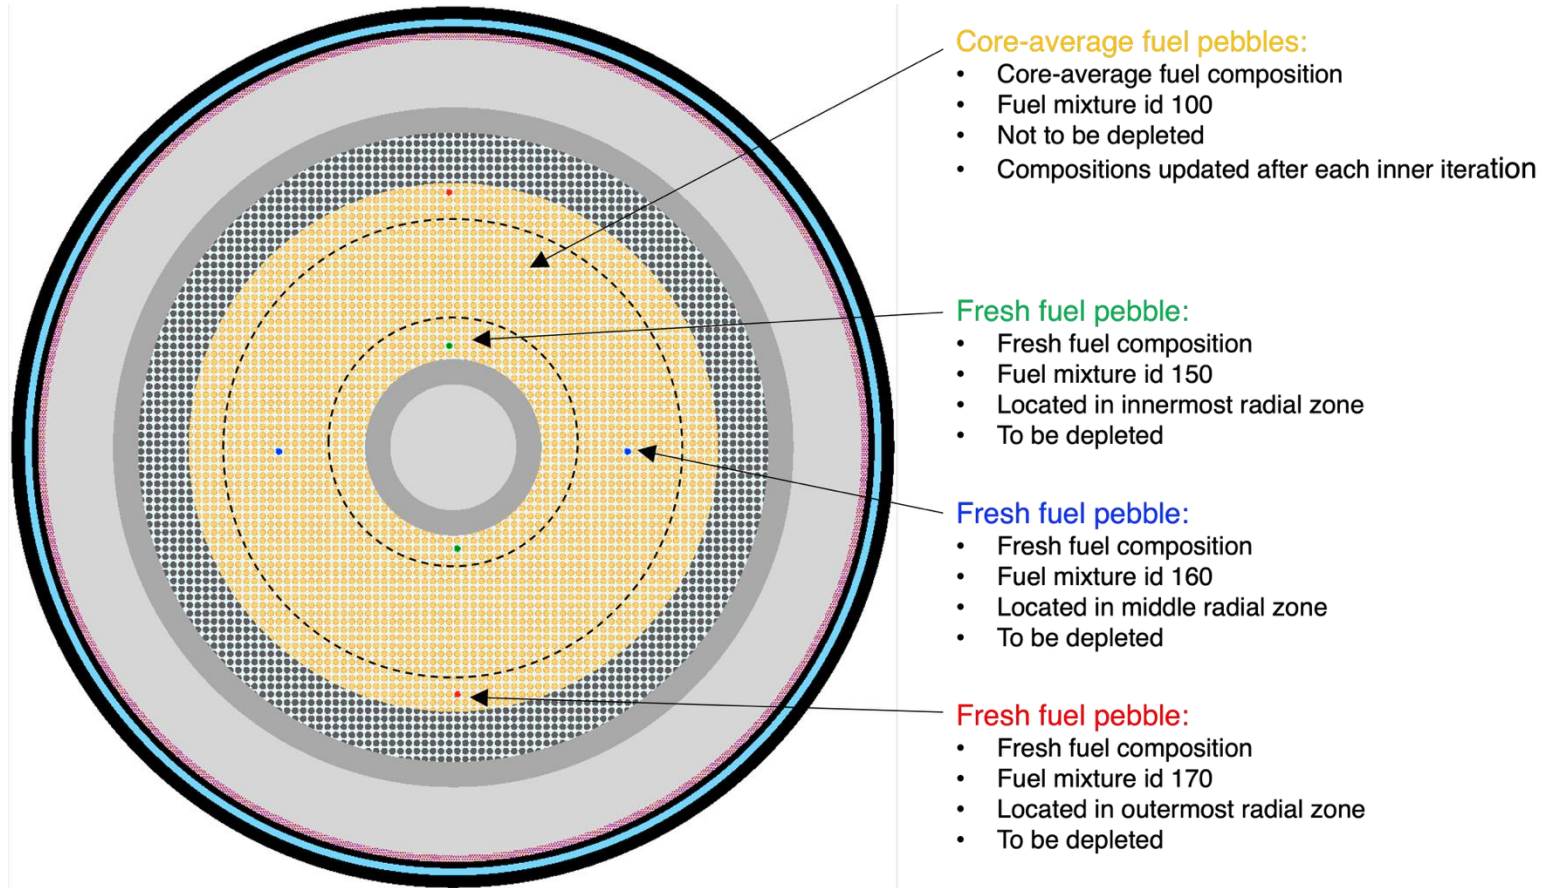 Core-average fuel pebbles:
• Core-average fuel composition
• Fuel mixture id 100
• Not to be depleted
• Compositions updated after each inner iteration
Fresh fuel pebble:
• Fresh fuel composition
• Fuel mixture id 150
• Located in innermost radial zone
• To be depleted
Fresh fuel pebble:
• Fresh fuel composition
• Fuel mixture id 160
• Located in middle radial zone
• To be depleted
Fresh fuel pebble:
• Fresh fuel composition
• Fuel mixture id 170
• Located in outermost radial zone
• To be depleted